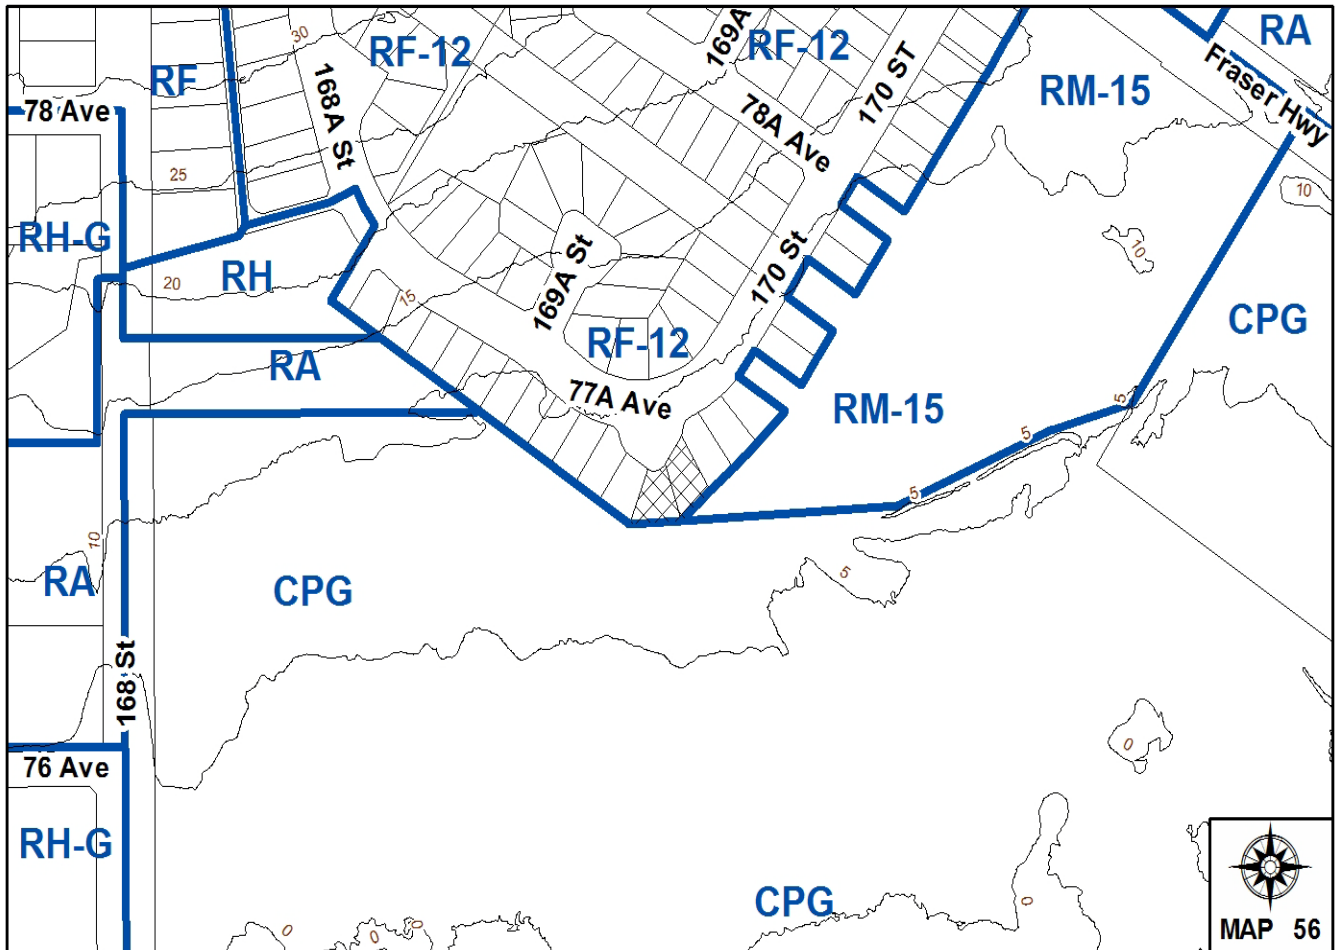 RA
30
169A
RF-12
RF-12
170 ST
Fraser Hwy
RF
RM-15
78 Ave
168A St
78A Ave
25
10
RH-G
10
170 St
RH
20
169A St
15
CPG
RF-12
RA
77A Ave
RM-15
5
5
5
10
RA
CPG
5
168 St
0
76 Ave
RH-G
CPG
0
0
0
0
MAP 56